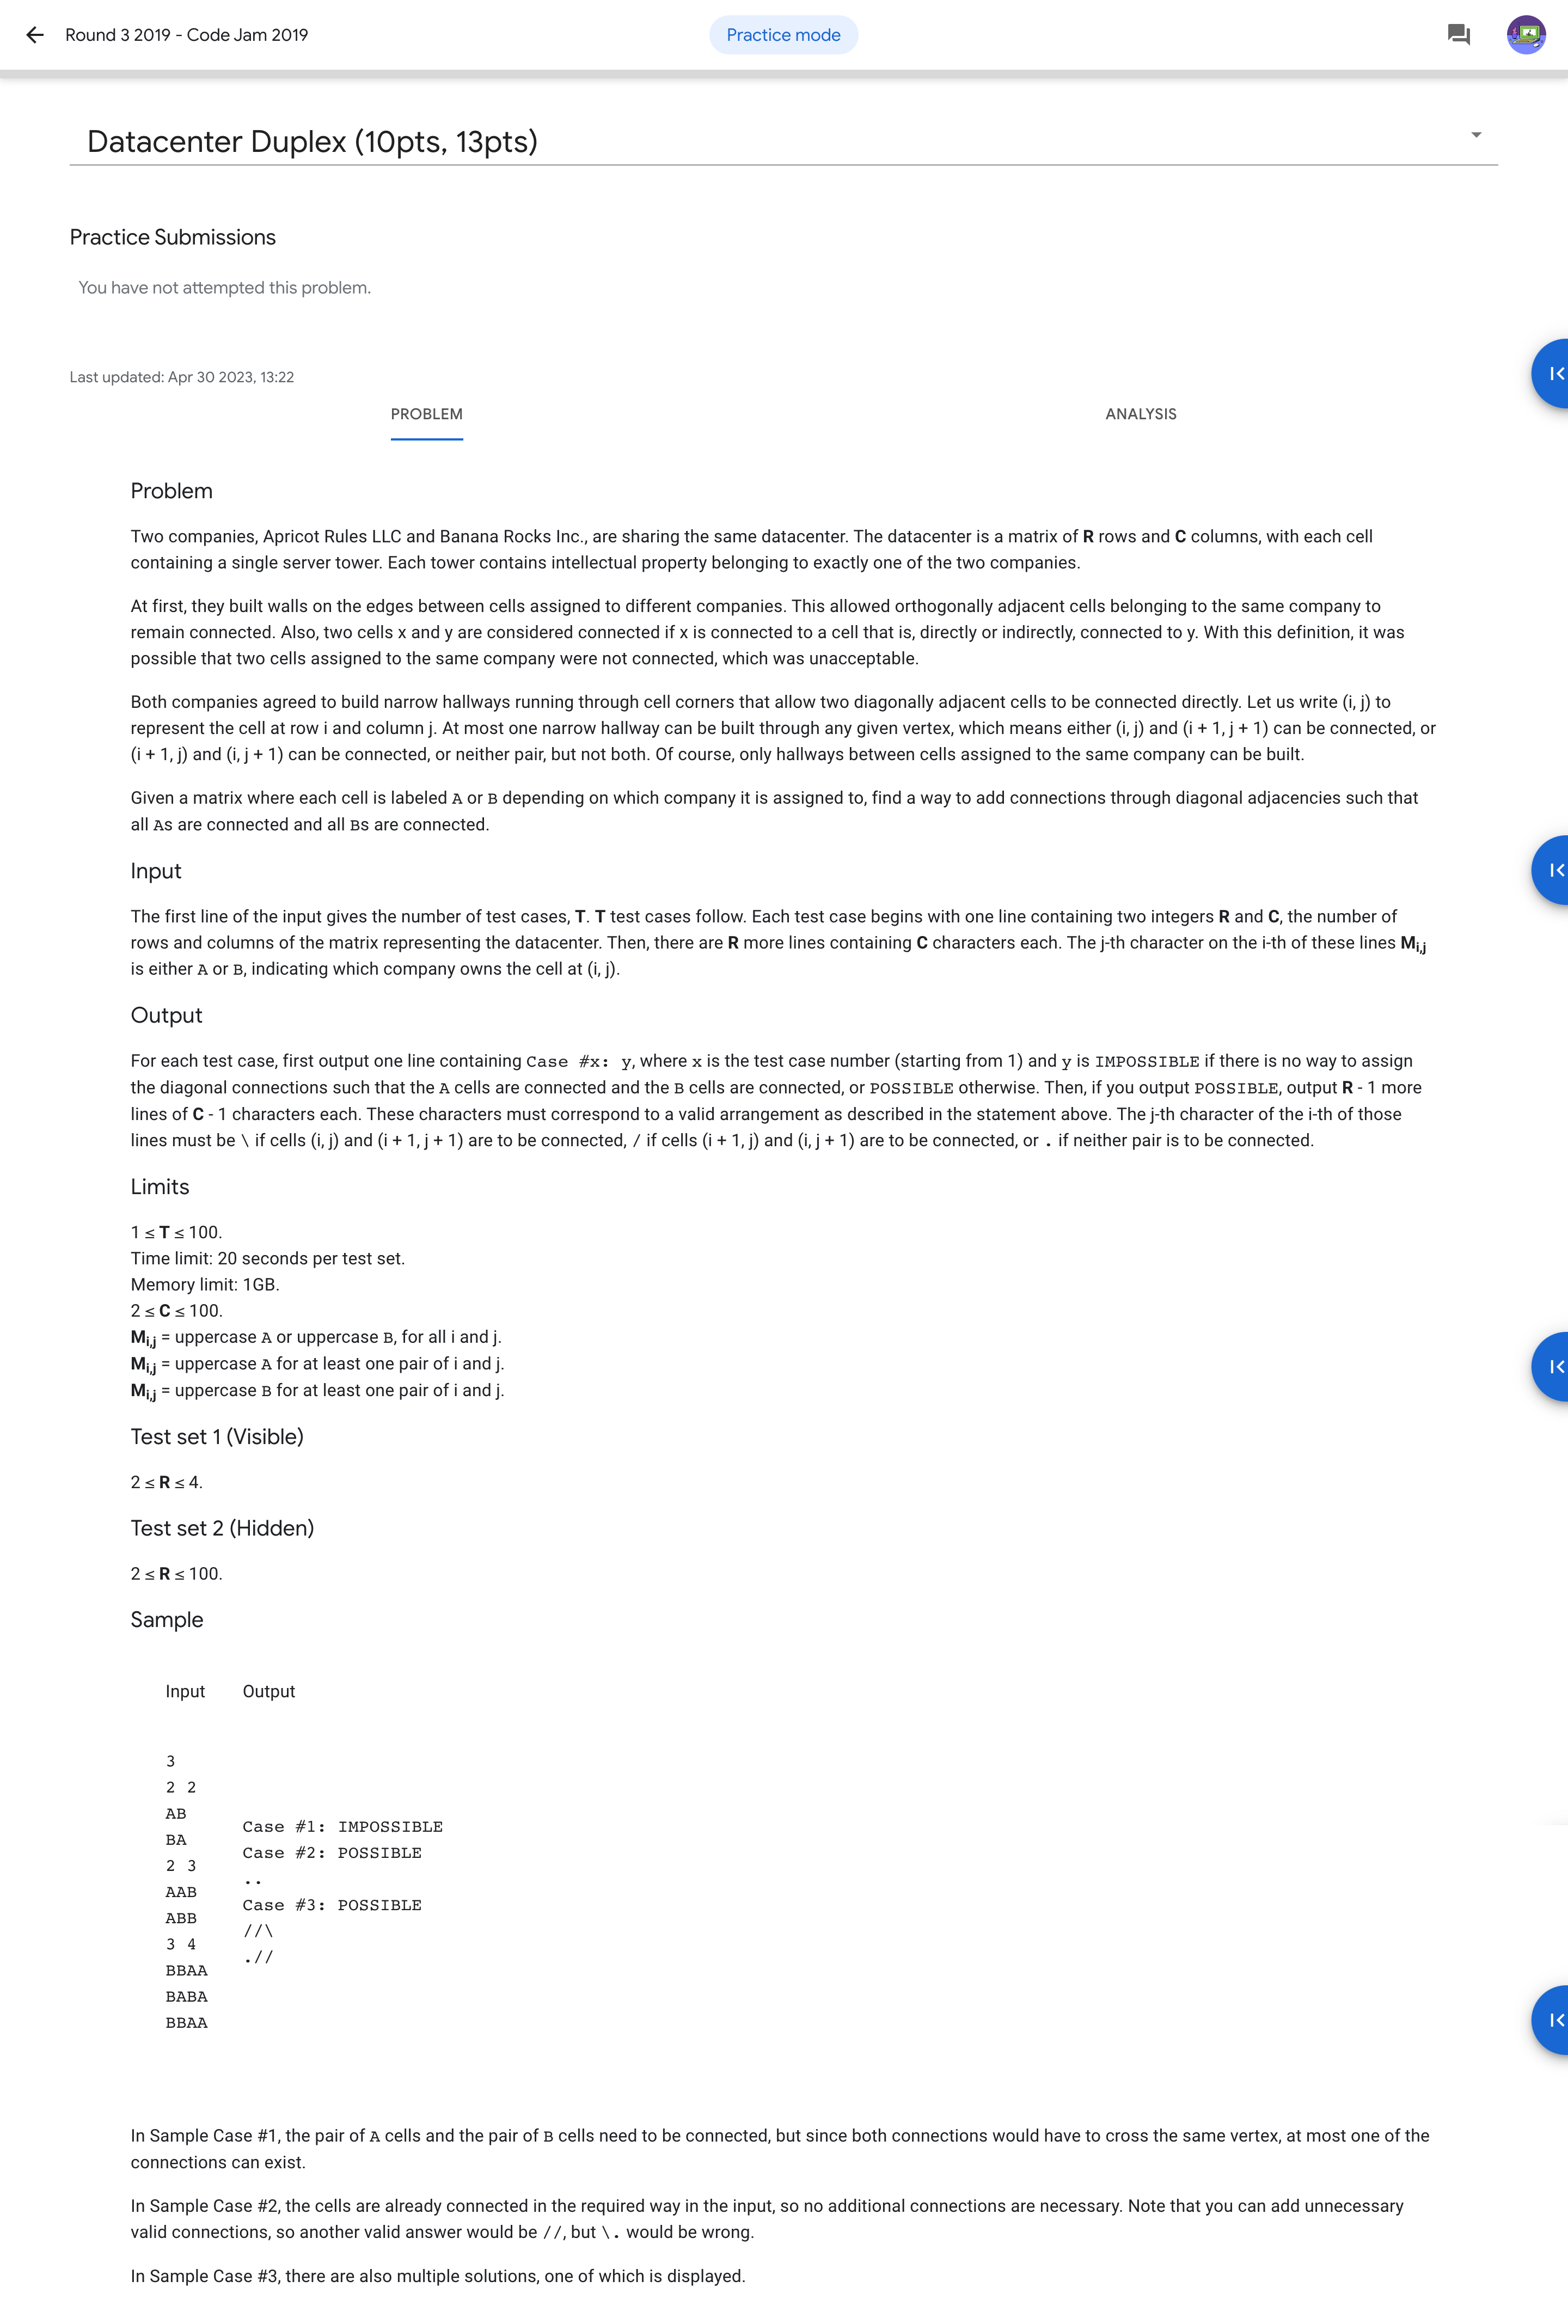 Round 3 2019 - Code Jam 2019
Practice mode
Datacenter Duplex (10pts, 13pts)
Practice Submissions
You have not attempted this problem.
Last updated: Apr 30 2023, 13:22
PROBLEM
ANALYSIS
Problem
Two companies, Apricot Rules LLC and Banana Rocks Inc., are sharing the same datacenter. The datacenter is a matrix of R rows and C columns, with each cell
containing a single server tower. Each tower contains intellectual property belonging to exactly one of the two companies.
At first, they built walls on the edges between cells assigned to different companies. This allowed orthogonally adjacent cells belonging to the same company to
remain connected. Also, two cells x and y are considered connected if x is connected to a cell that is, directly or indirectly, connected to y. With this definition, it was
possible that two cells assigned to the same company were not connected, which was unacceptable.
Both companies agreed to build narrow hallways running through cell corners that allow two diagonally adjacent cells to be connected directly. Let us write (i, j) to
represent the cell at row i and column j. At most one narrow hallway can be built through any given vertex, which means either (i, j) and (i + 1, j + 1) can be connected, or
(i + 1, j) and (i, j + 1) can be connected, or neither pair, but not both. Of course, only hallways between cells assigned to the same company can be built.
Given a matrix where each cell is labeled A or B depending on which company it is assigned to, find a way to add connections through diagonal adjacencies such that
all As are connected and all Bs are connected.
Input
The first line of the input gives the number of test cases, T. T test cases follow. Each test case begins with one line containing two integers R and C, the number of
rows and columns of the matrix representing the datacenter. Then, there are R more lines containing C characters each. The j-th character on the i-th of these lines Mi,j
is either A or B, indicating which company owns the cell at (i, j).
Output
For each test case, first output one line containing Case #x: y, where x is the test case number (starting from 1) and y is IMPOSSIBLE if there is no way to assign
the diagonal connections such that the A cells are connected and the B cells are connected, or POSSIBLE otherwise. Then, if you output POSSIBLE, output R - 1 more
lines of C - 1 characters each. These characters must correspond to a valid arrangement as described in the statement above. The j-th character of the i-th of those
lines must be \ if cells (i, j) and (i + 1, j + 1) are to be connected, / if cells (i + 1, j) and (i, j + 1) are to be connected, or . if neither pair is to be connected.
Limits
1 ≤ T ≤ 100.
Time limit: 20 seconds per test set.
Memory limit: 1GB.
2 ≤ C ≤ 100.
Mi,j = uppercase A or uppercase B, for all i and j.
Mi,j = uppercase A for at least one pair of i and j.
Mi,j = uppercase B for at least one pair of i and j.
Test set 1 (Visible)
2 ≤ R ≤ 4.
Test set 2 (Hidden)
2 ≤ R ≤ 100.
Sample
Input
Output
3
2 2
AB
BA
2 3
AAB
ABB
3 4
BBAA
BABA
BBAA
Case #1: IMPOSSIBLE
Case #2: POSSIBLE
..
Case #3: POSSIBLE
//\
.//
In Sample Case #1, the pair of A cells and the pair of B cells need to be connected, but since both connections would have to cross the same vertex, at most one of the
connections can exist.
In Sample Case #2, the cells are already connected in the required way in the input, so no additional connections are necessary. Note that you can add unnecessary
valid connections, so another valid answer would be //, but \. would be wrong.
In Sample Case #3, there are also multiple solutions, one of which is displayed.